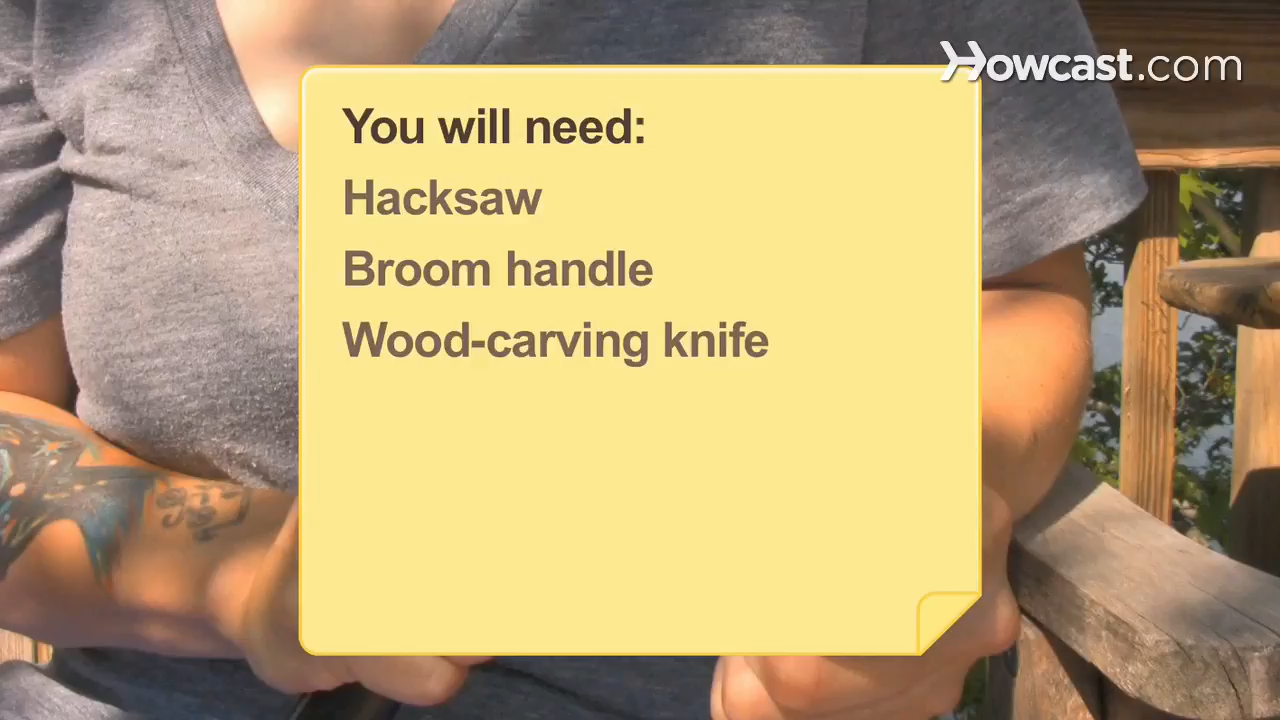 Howcast.com
You will need:
Hacksaw
Broom handle
Wood-carving knife